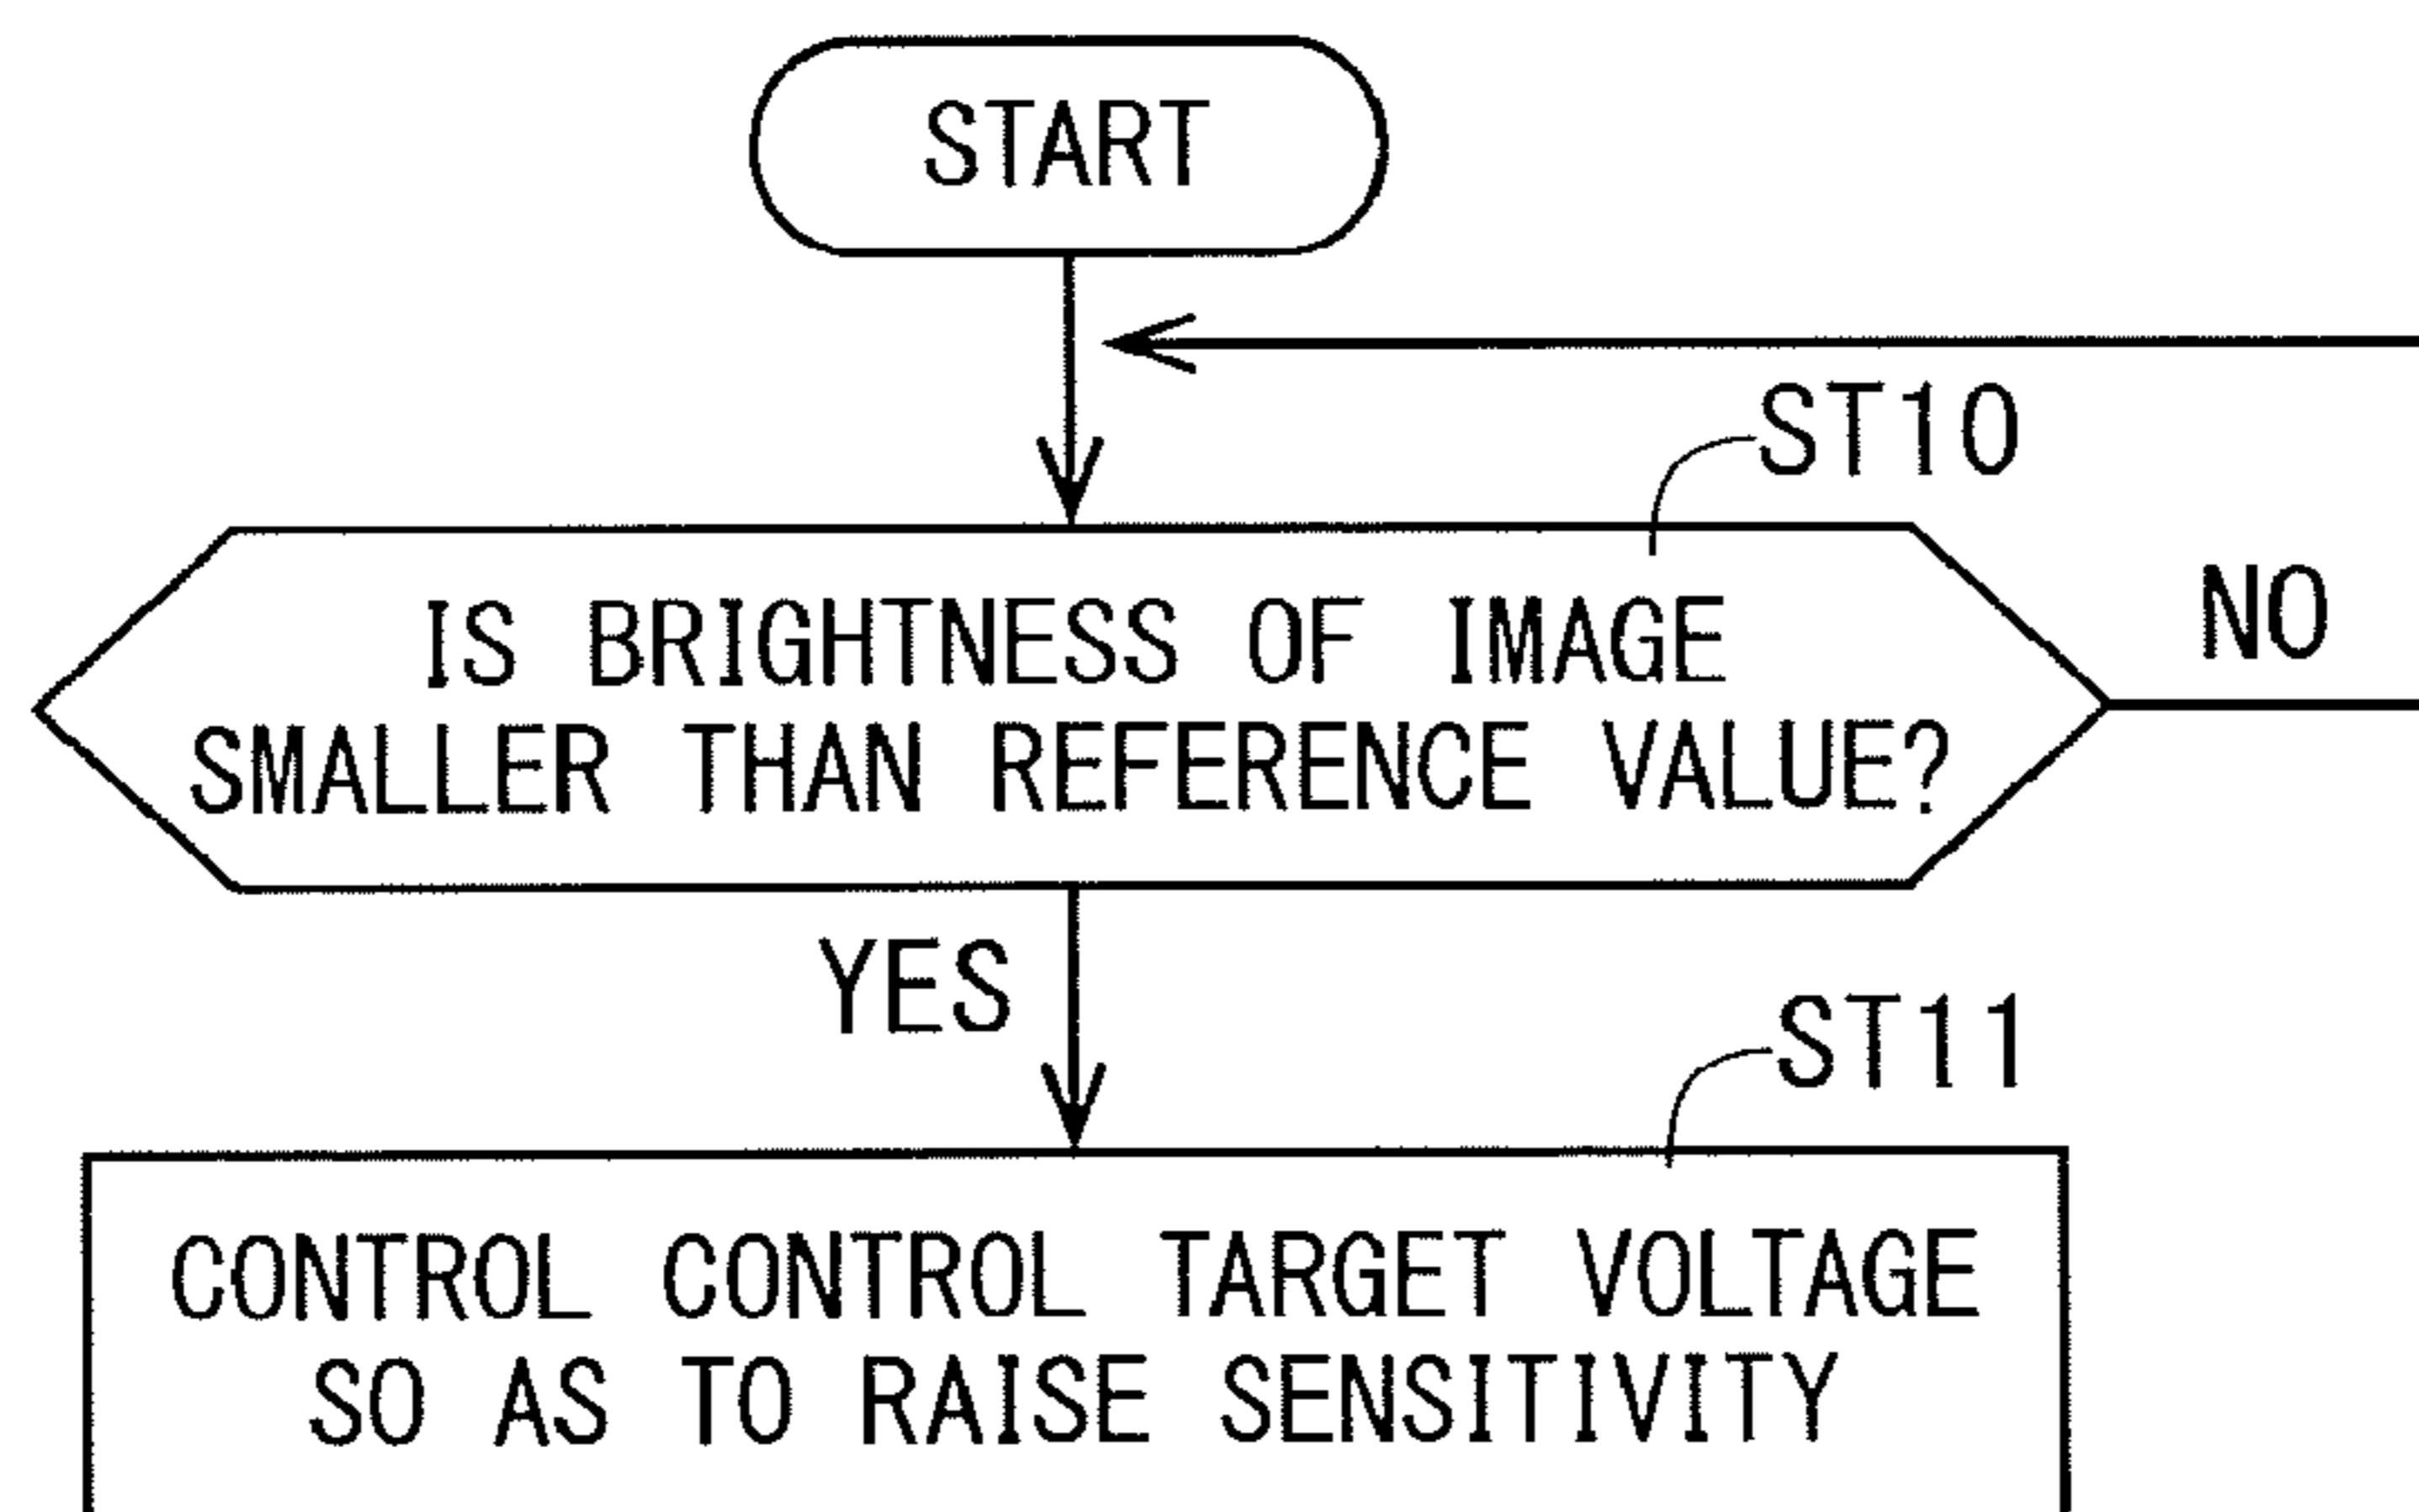 START
ST10
IS BRIGHTNESS OF IMAGE
SMALLER THAN REFERENCE VALUE?
NO
YES
ST11
CONTROL CONTROL TARGET VOLTAGE
SO AS TO RAISE SENSITIVITY